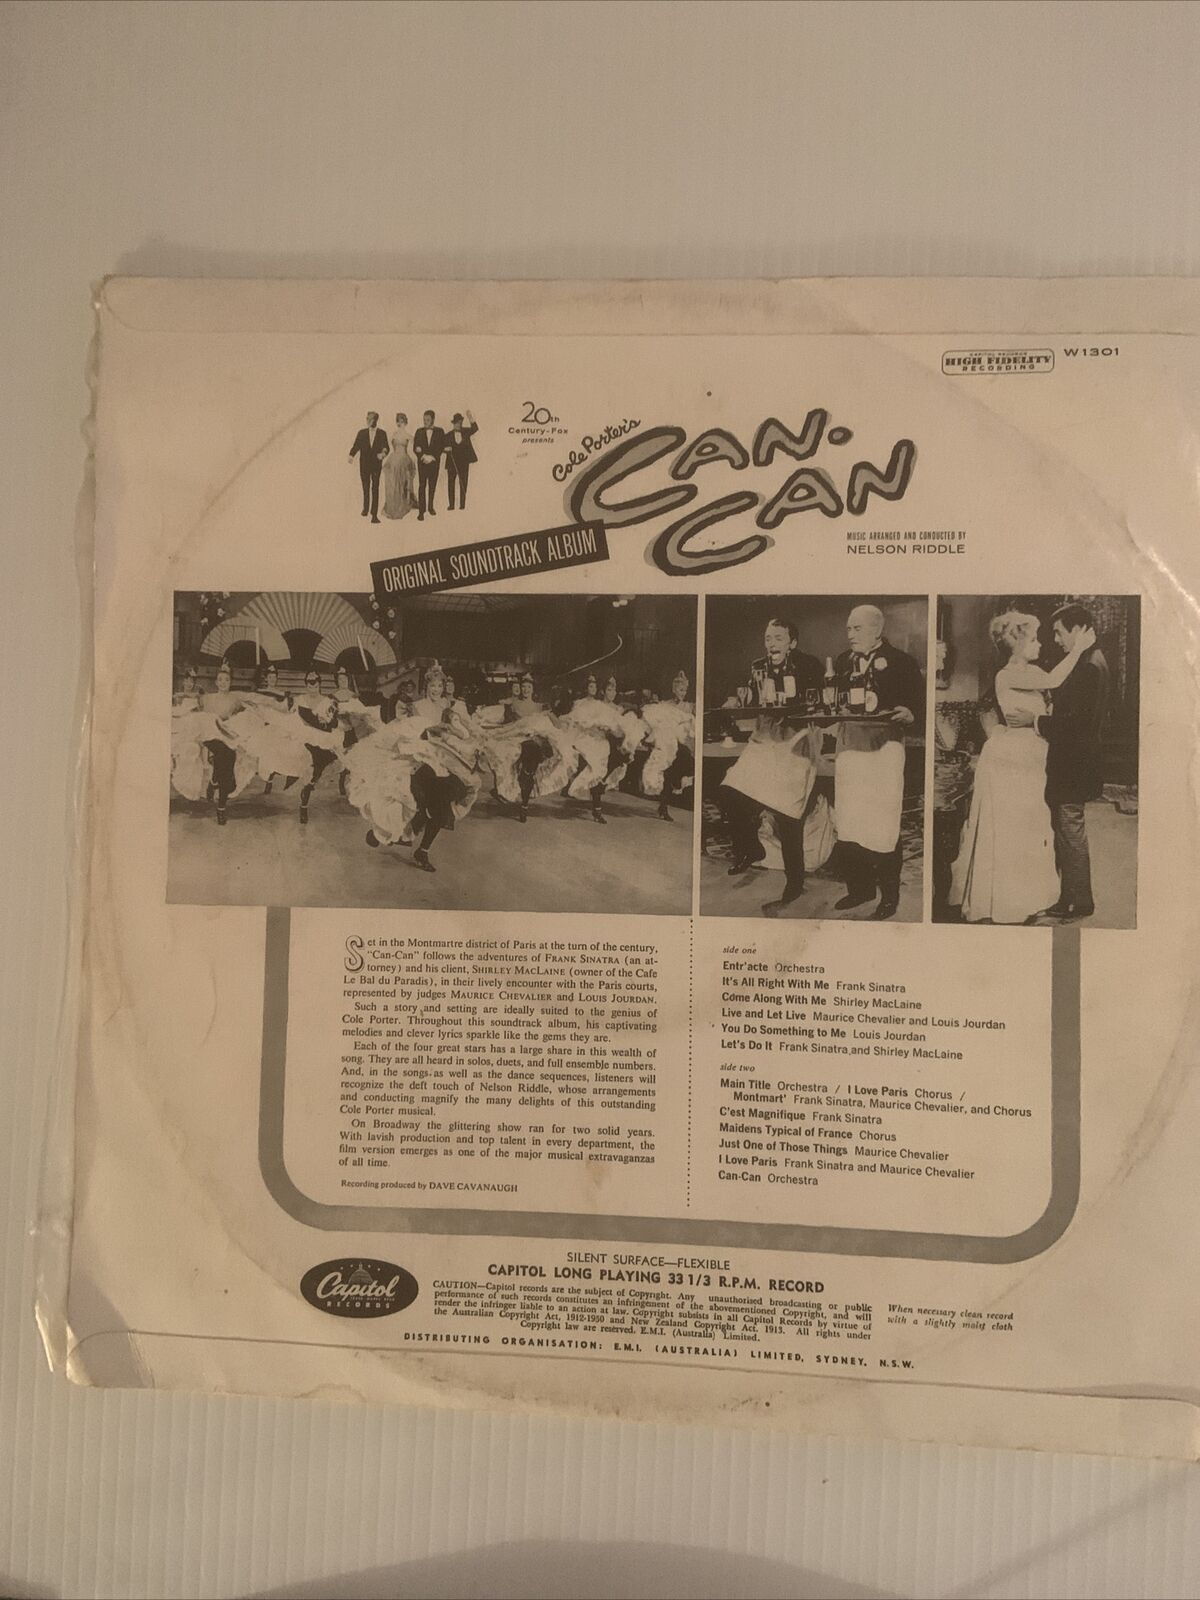 CAPITOL RECORDS
HIGH FIDELITY
RECORDING
W1301
20th
Century-Fox
presents
Cole Porter's
CAN·
CAN
ORIGINAL SOUNDTRACK ALBUM
MUSIC ARRANGED AND CONDUCTED BY
NELSON RIDDLE
Set in the Montmartre district of Paris at the turn of the century,
"Can-Can" follows the adventures of FRANK SINATRA (an at-
torney) and his client, SHIRLEY MACLAINE (owner of the Cafe
Le Bal du Paradis), in their lively encounter with the Paris courts,
represented by judges MAURICE CHEVALIER and LOUIS JOURDAN.
Such a story and setting are ideally suited to the genius of
Cole Porter. Throughout this soundtrack album, his captivating
melodies and clever lyrics sparkle like the gems they are.
Each of the four great stars has a large share in this wealth of
song. They are all heard in solos, duets, and full ensemble numbers.
And, in the songs as well as the dance sequences, listeners will
recognize the deft touch of Nelson Riddle, whose arrangements
and conducting magnify the many delights of this outstanding
Cole Porter musical.
On Broadway the glittering show ran for two solid years.
With lavish production and top talent in every department, the
film version emerges as one of the major musical extravaganzas
of all time.
Recording produced by DAVE CAVANAUGH
side one
Entr'acte Orchestra
It's All Right With Me Frank Sinatra
Come Along With Me Shirley MacLaine
Live and Let Live Maurice Chevalier and Louis Jourdan
You Do Something to Me Louis Jourdan
Let's Do It Frank Sinatra and Shirley MacLaine
side two
Main Title Orchestra / I Love Paris Chorus /
Montmart' Frank Sinatra, Maurice Chevalier, and Chorus
C'est Magnifique Frank Sinatra
Maidens Typical of France Chorus
Just One of Those Things Maurice Chevalier
I Love Paris Frank Sinatra and Maurice Chevalier
Can-Can Orchestra
SILENT SURFACE—FLEXIBLE
CAPITOL LONG PLAYING 33 1/3 R.P.M. RECORD
Capitol
RECORDS
CAUTION—Capitol records are the subject of Copyright. Any unauthorised broadcasting or public
performance of such records constitutes an infringement of the abovementioned Copyright, and will
render the infringer liable to an action at law. Copyright subsists in all Capitol Records by virtue of
the Australian Copyright Act, 1912-1950 and New Zealand Copyright Act, 1913. All rights under
Copyright law are reserved. E.M.I. (Australia) Limited.
When necessary clean record
with a slightly moist cloth
DISTRIBUTING ORGANISATION: E.M.I. (AUSTRALIA) LIMITED, SYDNEY, N.S.W.